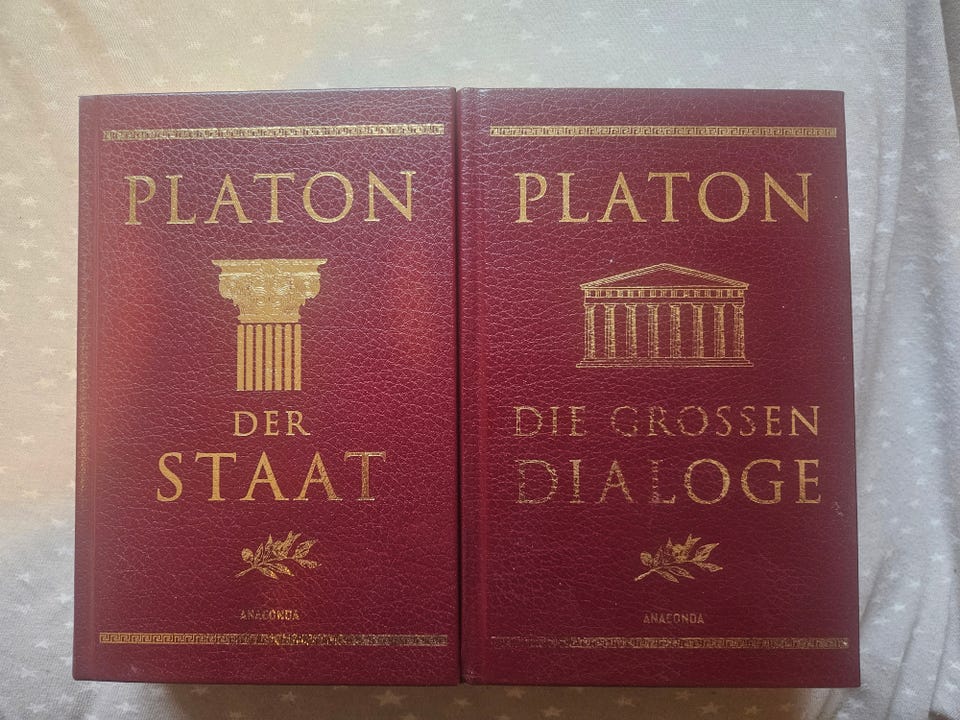 PLATON
DER
STAAT
ANACONDA
PLATON
DIE GROSSEN
DIALOGE
ANACONDA